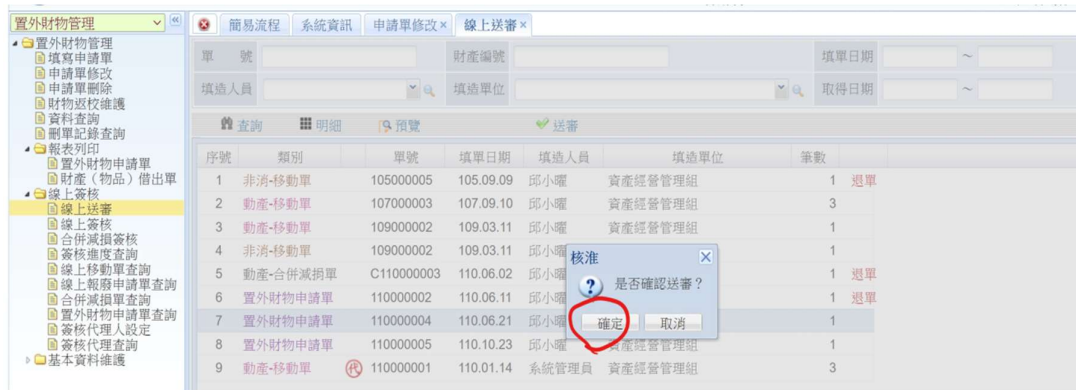 置外財物管理
置外財物管理
填寫申請單
申請單修改
申請單刪除
財物返校維護
資料查詢
刪單記錄查詢
報表列印
置外財物申請單
財產（物品）借出單
線上簽核
線上送審
線上簽核
合併減損簽核
簽核進度查詢
線上移動單查詢
線上報廢申請單查詢
合併減損單查詢
置外財物申請單查詢
簽核代理人設定
簽核代理查詢
基本資料維護
簡易流程 系統資訊 申請單修改 線上送審
單 號 財產編號 填單日期 ~
填造人員 填造單位 取得日期 ~
查詢 明細 預覽 送審
序號 類別 單號 填單日期 填造人員 填造單位 筆數
1 非消-移動單 105000005 105.09.09 邱小曜 資產經營管理組 1 退單
2 動產-移動單 107000003 107.09.10 邱小曜 資產經營管理組 3
3 動產-移動單 109000002 109.03.11 邱小曜 資產經營管理組 1
4 非消-移動單 109000002 109.03.11 邱小 1
5 動產-合併減損單 C110000003 110.06.02 邱小 1 退單
6 置外財物申請單 110000002 110.06.11 邱小 1 退單
7 置外財物申請單 110000004 110.06.21 邱小 1
8 置外財物申請單 110000005 110.10.23 邱小曜 資產經營管理組 1
9 動產-移動單 代 110000001 110.01.14 系統管理員 資產經營管理組 3
核准
是否確認送審？
確定 取消